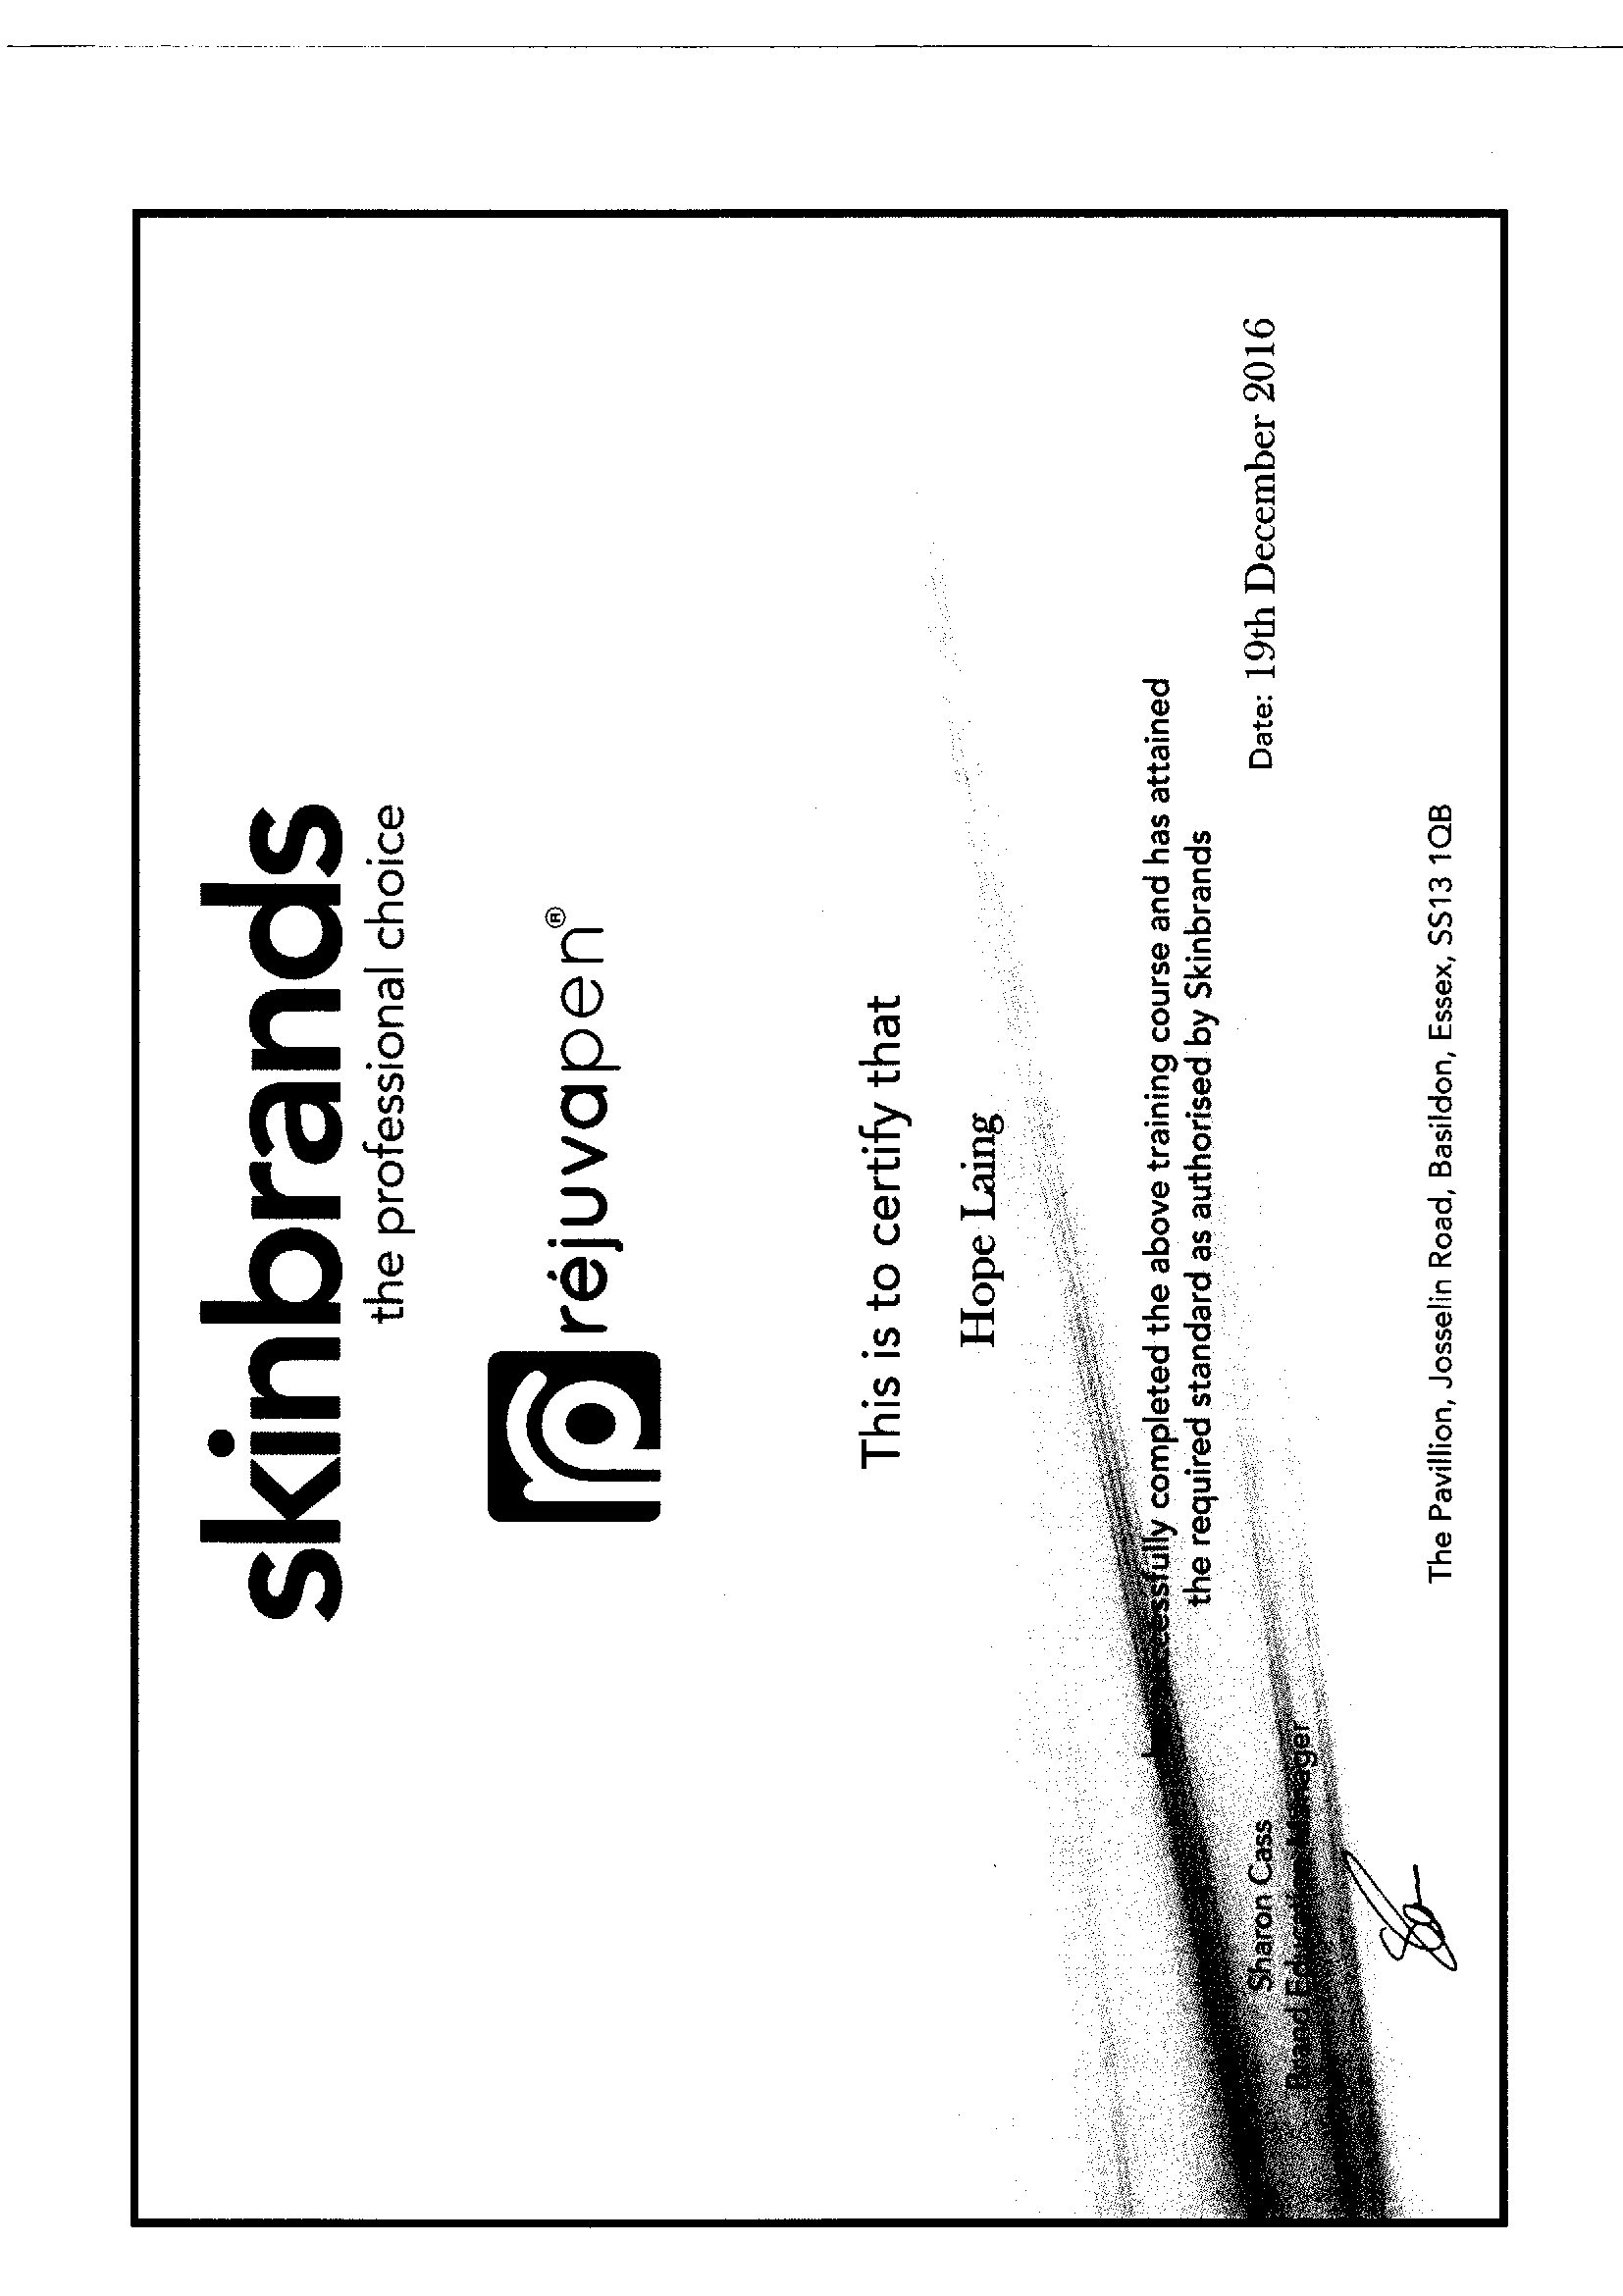 skinbrands
the professional choice
réjuvapen®
This is to certify that
Hope Laing
completed the above training course and has attained
the required standard as authorised by Skinbrands
Date: 19th December 2016
Sharon Cass
Brand Education Manager
The Pavillion, Josselin Road, Basildon, Essex, SS13 1QB